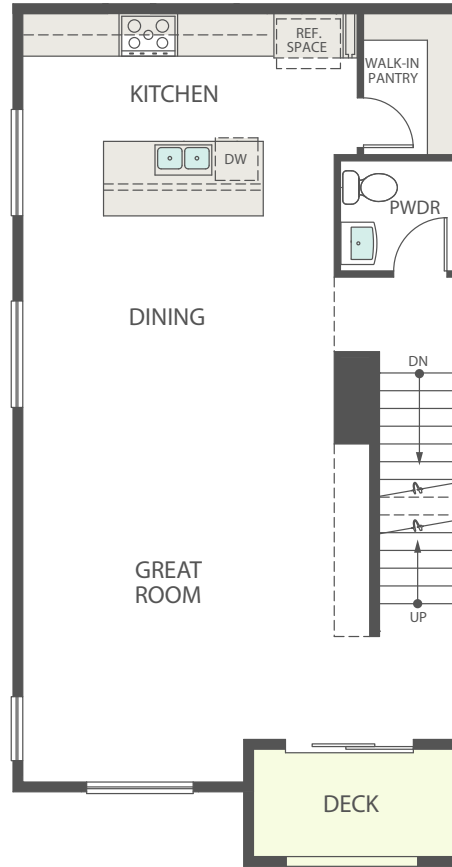 REF.
SPACE
WALK-IN
PANTRY
KITCHEN
DW
PWDR
DINING
DN
GREAT
ROOM
UP
DECK